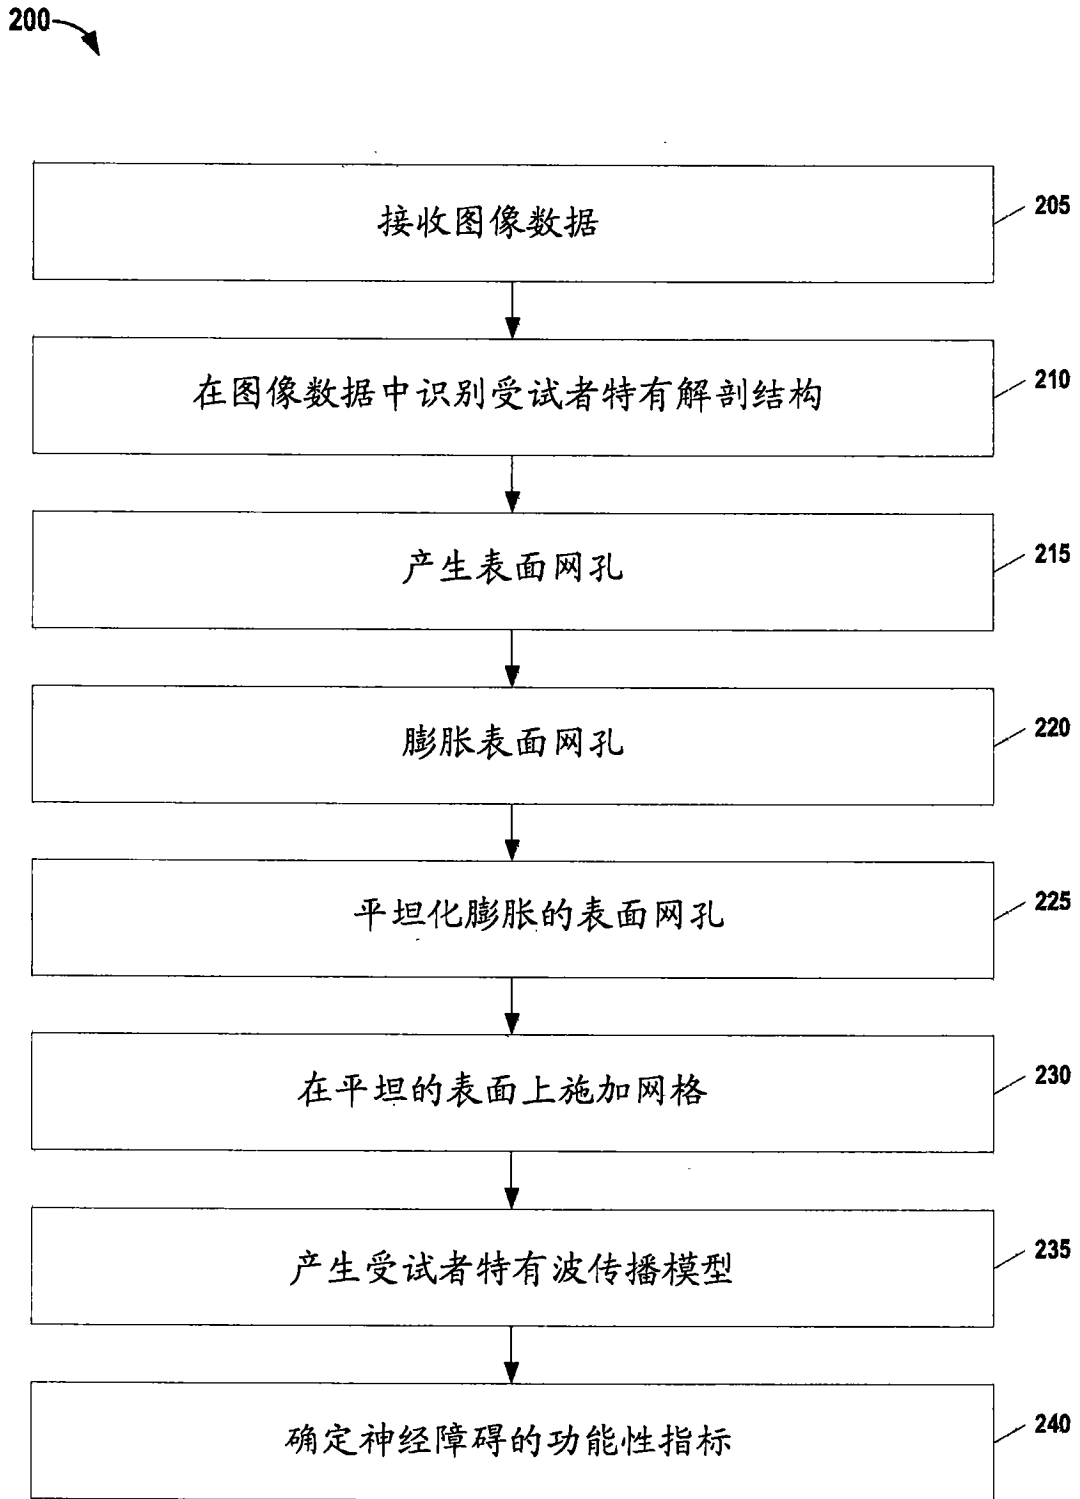 200
接收图像数据
205
在图像数据中识别受试者特有解剖结构
210
产生表面网孔
215
膨胀表面网孔
220
平坦化膨胀的表面网孔
225
在平坦的表面上施加网格
230
产生受试者特有波传播模型
235
确定神经障碍的功能性指标
240